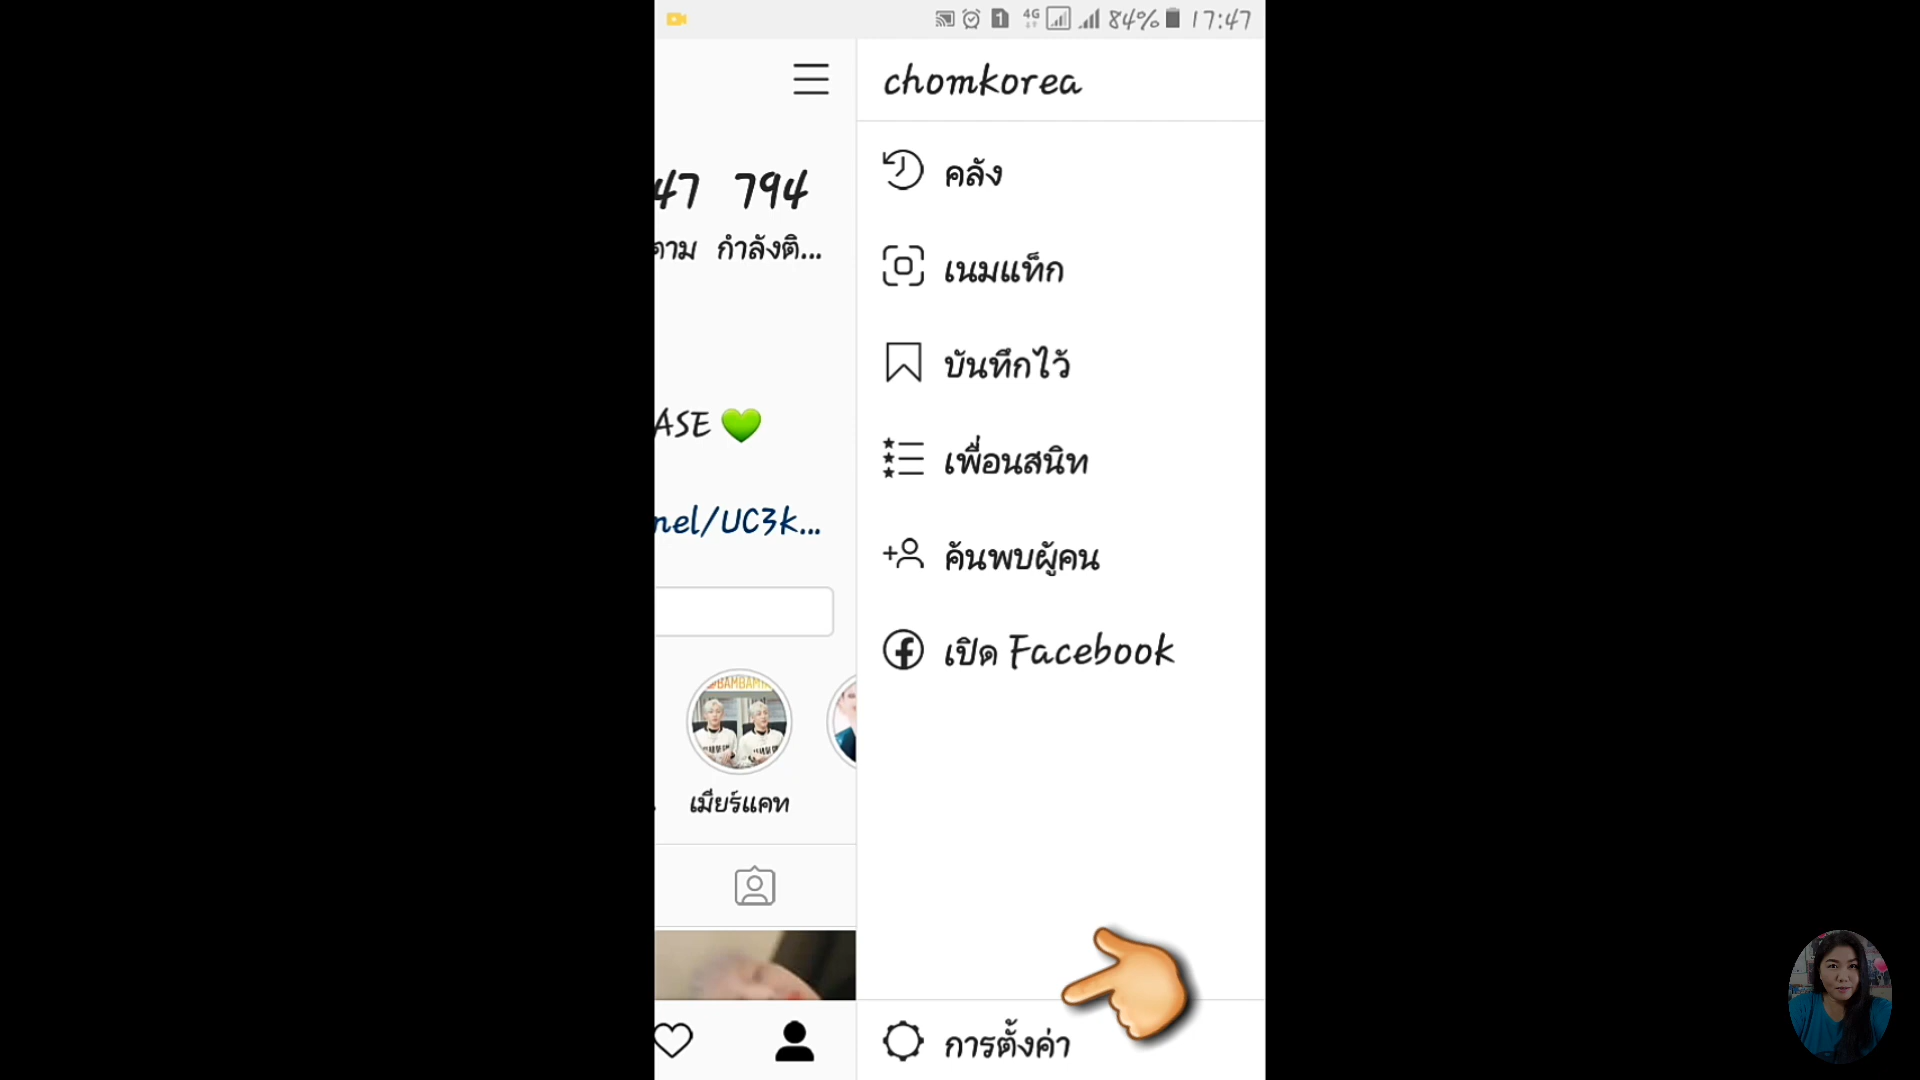 1 4G 84% 17:47
chomkorea
คลัง
47 794
ตาม กำลังติ...
เนมแท็ก
บันทึกไว้
ASE 💚
เพื่อนสนิท
nel/UC3k...
ค้นพบผู้คน
เปิด Facebook
เมียร์แคท
การตั้งค่า